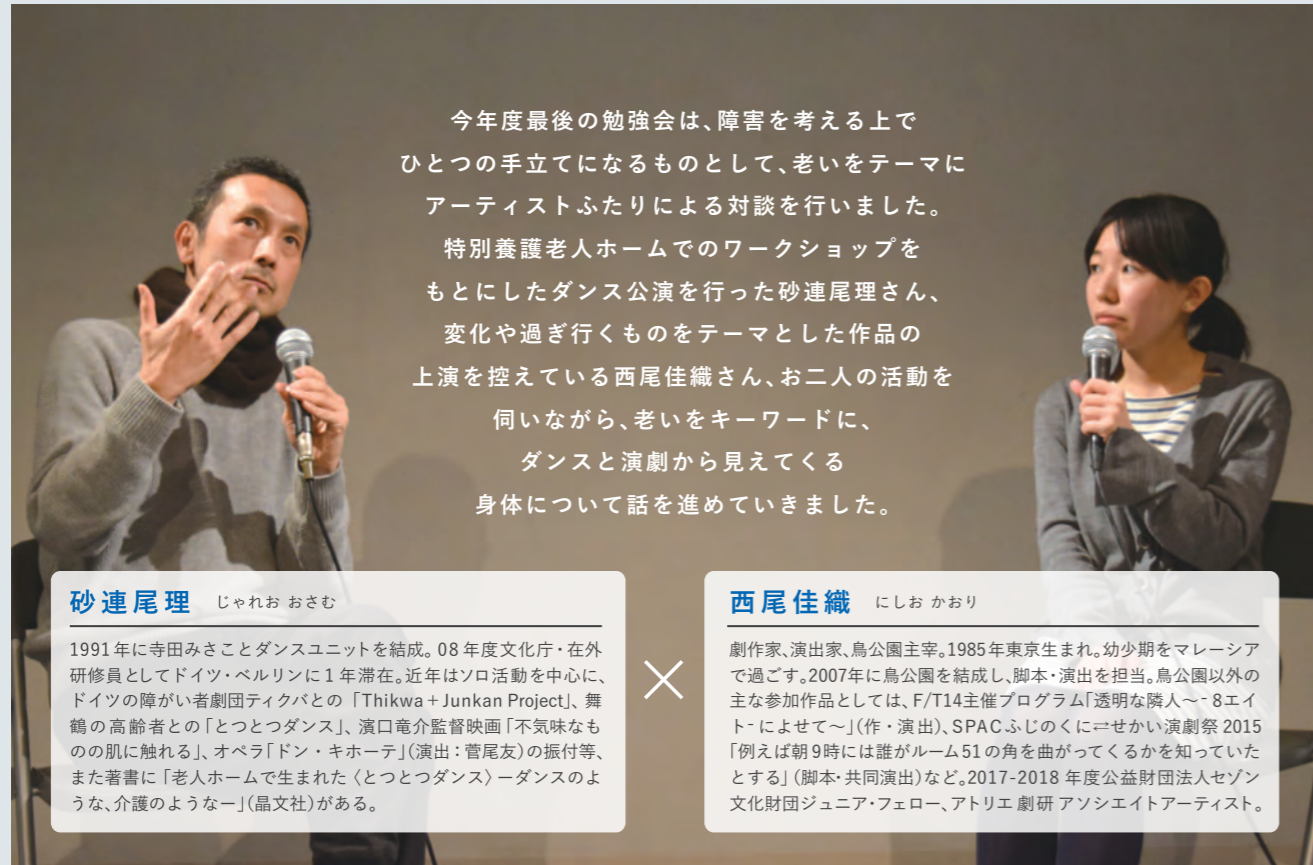 今年度最後の勉強会は、障害を考える上で
ひとつの手立てになるものとして、老いをテーマに
アーティストふたりによる対談を行いました。
特別養護老人ホームでのワークショップを
もとにしたダンス公演を行った砂連尾理さん、
変化や過ぎ行くものをテーマとした作品の
上演を控えている西尾佳織さん、お二人の活動を
伺いながら、老いをキーワードに、
ダンスと演劇から見えてくる
身体について話を進めていきました。
砂連尾理 じゃれお おさむ
1991年に寺田みさことダンスユニットを結成。08年度文化庁・在外
研修員としてドイツ・ベルリンに1年滞在。近年はソロ活動を中心に、
ドイツの障がい者劇団ティクバとの「Thikwa+Junkan Project」、舞
鶴の高齢者との「とつとつダンス」、濱口竜介監督映画「不気味なも
のの肌に触れる」、オペラ「ドン・キホーテ」(演出：菅尾友)の振付等、
また著書に「老人ホームで生まれた〈とつとつダンス〉ーダンスのよ
うな、介護のようなー」(晶文社)がある。
×
西尾佳織 にしお かおり
劇作家、演出家、鳥公園主宰。1985年東京生まれ。幼少期をマレーシア
で過ごす。2007年に鳥公園を結成し、脚本・演出を担当。鳥公園以外の
主な参加作品としては、F/T14主催プログラム「透明な隣人〜-8エイ
ト-によせて〜」(作・演出)、SPACふじのくに⇄せかい演劇祭2015
「例えば朝9時には誰がルーム51の角を曲がってくるかを知っていた
とする」(脚本・共同演出)など。2017-2018年度公益財団法人セゾン
文化財団ジュニア・フェロー、アトリエ劇研アソシエイトアーティスト。